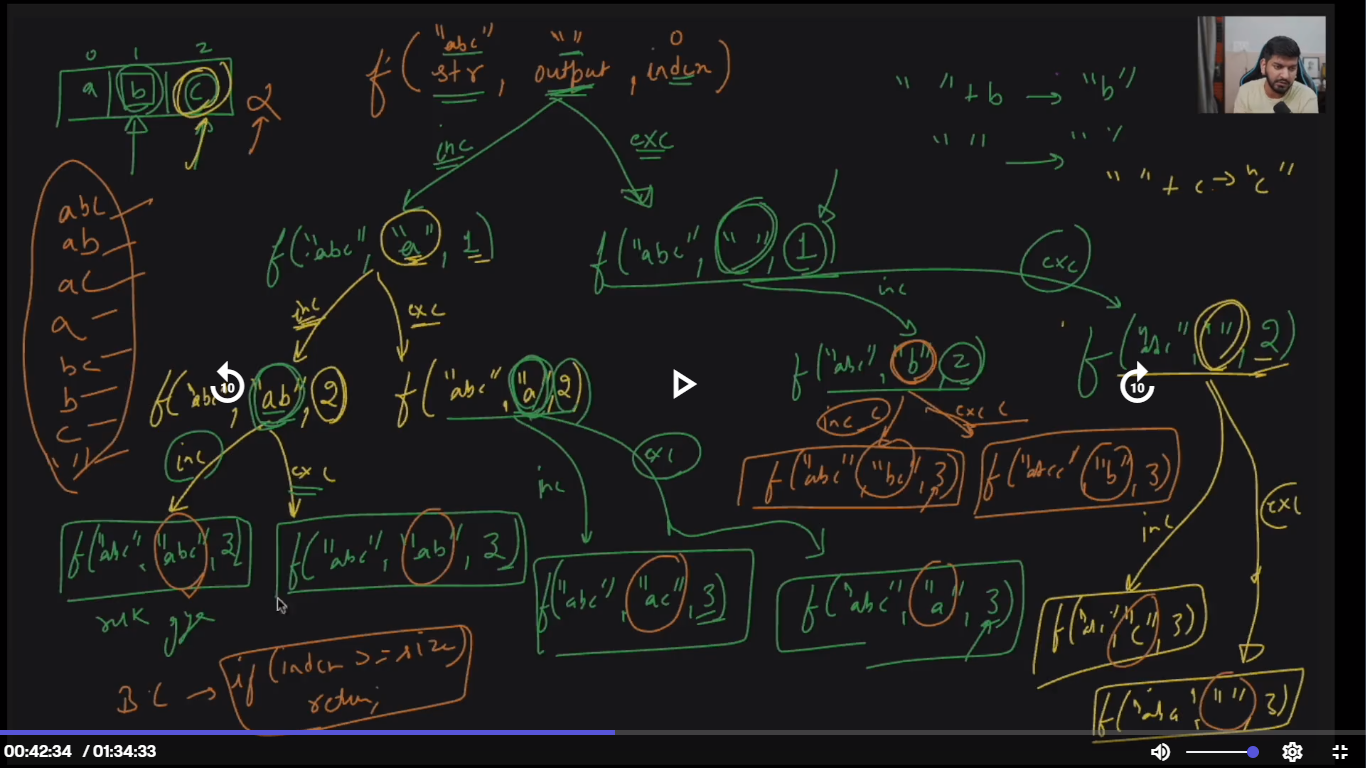 0 1 2
a b c
f("abc" str, "" output, 0 index)
inc
exc
" " + b → "b"
" " → " "
" " + c → "c"
abc
ab
ac
a
bc
b
c
" "
f("abc", "a", 1)
f("abc", " ", 1)
inc
exc
inc
exc
f("abc", "ab", 2)
f("abc", "a", 2)
f("abc", "b", 2)
f("abc", " ", 2)
inc
exc
inc
exc
inc c
exc c
inc
exc
f("abc", "abc", 3)
f("abc", "ab", 3)
f("abc", "ac", 3)
f("abc", "a", 3)
f("abc" "bc", 3)
f("abc" "b", 3)
f("abc", "c", 3)
f("abc", " ", 3)
ruk gya
B.C → if (index >= size)
return;
10
10
00:42:34 / 01:34:33